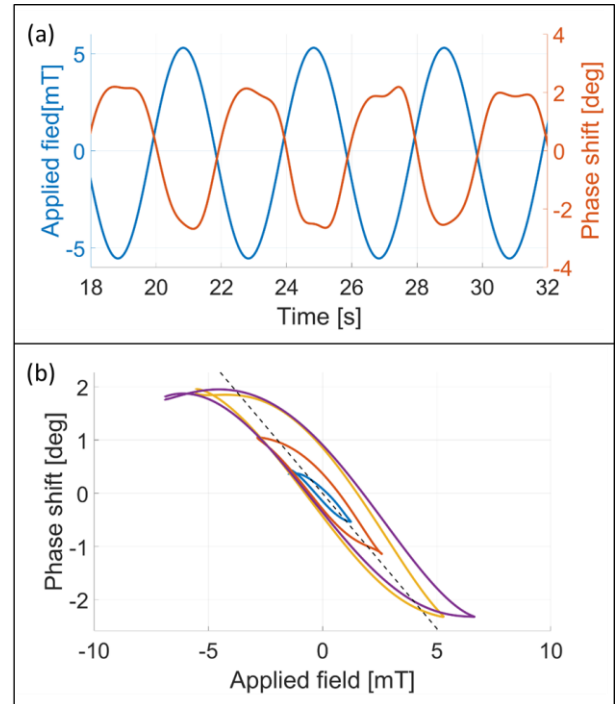 (a)
Applied fied[mT]
5
0
-5
Phase shift [deg]
4
2
0
-2
-4
18 20 22 24 26 28 30 32
Time [s]
(b)
Phase shift [deg]
2
1
0
-1
-2
-10 -5 0 5 10
Applied field [mT]